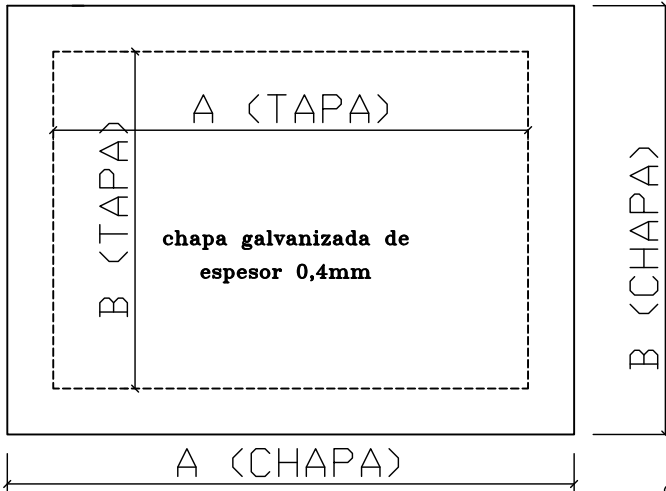 A (TAPA)
B (TAPA)
chapa galvanizada de
espesor 0,4mm
B (CHAPA)
A (CHAPA)